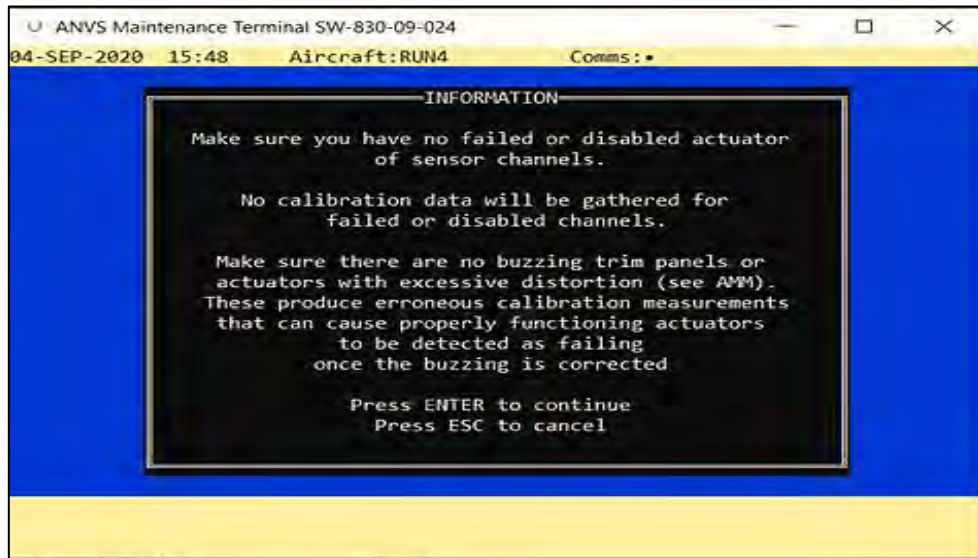 ANVS Maintenance Terminal SW-830-09-024
04-SEP-2020 15:48 Aircraft:RUN4 Comms:•
INFORMATION
Make sure you have no failed or disabled actuator
of sensor channels.
No calibration data will be gathered for
failed or disabled channels.
Make sure there are no buzzing trim panels or
actuators with excessive distortion (see AMM).
These produce erroneous calibration measurements
that can cause properly functioning actuators
to be detected as failing
once the buzzing is corrected
Press ENTER to continue
Press ESC to cancel